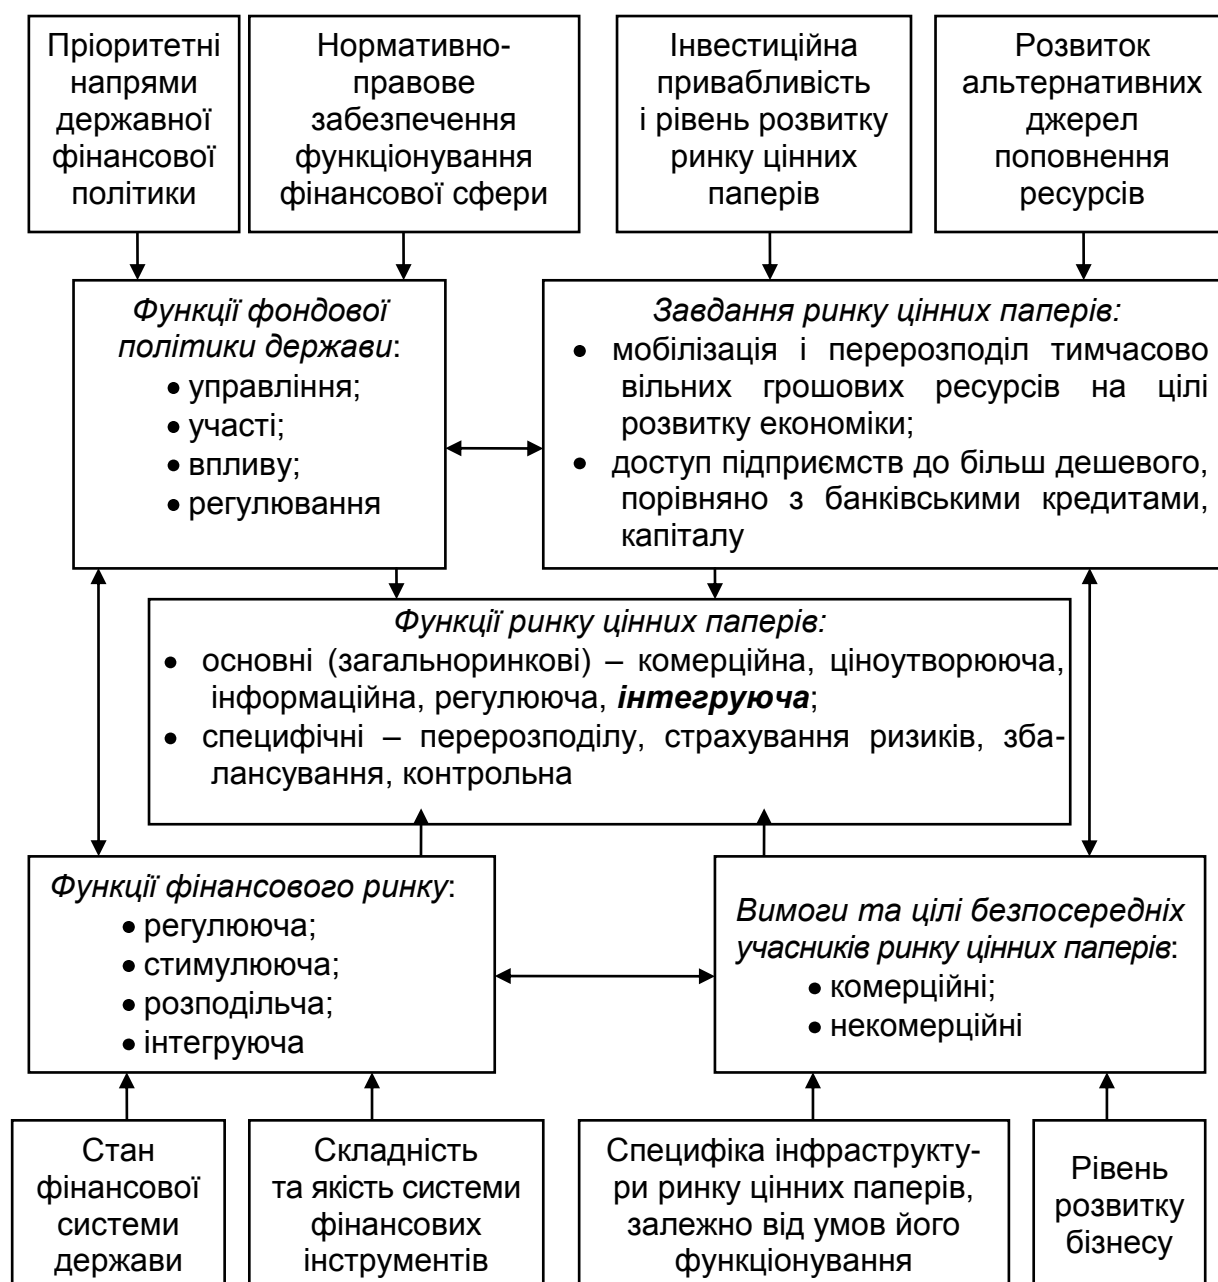 Пріоритетні
напрями
державної
фінансової
політики
Нормативно-
правове
забезпечення
функціонування
фінансової сфери
Інвестиційна
привабливість
і рівень розвитку
ринку цінних
паперів
Розвиток
альтернативних
джерел
поповнення
ресурсів
Функції фондової
політики держави:
• управління;
• участі;
• впливу;
• регулювання
Завдання ринку цінних паперів:
• мобілізація і перерозподіл тимчасово
вільних грошових ресурсів на цілі
розвитку економіки;
• доступ підприємств до більш дешевого,
порівняно з банківськими кредитами,
капіталу
Функції ринку цінних паперів:
• основні (загальноринкові) – комерційна, ціноутворююча,
інформаційна, регулююча, інтегруюча;
• специфічні – перерозподілу, страхування ризиків, зба-
лансування, контрольна
Функції фінансового ринку:
• регулююча;
• стимулююча;
• розподільча;
• інтегруюча
Вимоги та цілі безпосередніх
учасників ринку цінних паперів:
• комерційні;
• некомерційні
Стан
фінансової
системи
держави
Складність
та якість системи
фінансових
інструментів
Специфіка інфраструкту-
ри ринку цінних паперів,
залежно від умов його
функціонування
Рівень
розвитку
бізнесу